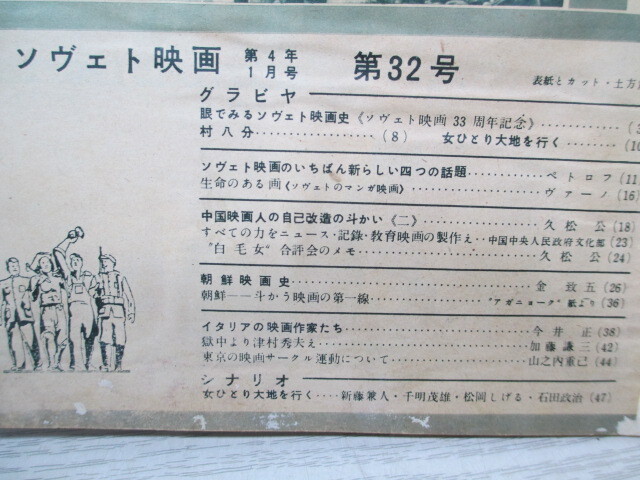 ソヴェト映画 第4年 1月号 第32号
表紙とカット・土方
グラビヤ
眼でみるソヴェト映画史《ソヴェト映画33周年記念》…………(3
村八分………………(8) 女ひとり大地を行く………(10
ソヴェト映画のいちばん新らしい四つの話題………ペトロフ(11)
生命のある画《ソヴェトのマンガ映画》………ヴァーノ(16)
中国映画人の自己改造の斗かい《二》………久松公(18)
すべての力をニュース・記録・教育映画の製作え‥中国中央人民政府文化部(23)
"白毛女"合評会のメモ………久松公(24)
朝鮮映画史………金致五(26)
朝鮮――斗かう映画の第一線………"アガニョーク"紙より(36)
イタリアの映画作家たち………今井正(38)
獄中より津村秀夫え………加藤謙三(42)
東京の映画サークル運動について………山之内重己(44)
シナリオ
女ひとり大地を行く‥‥新藤兼人・千明茂雄・松岡しげる・石田政治(47)